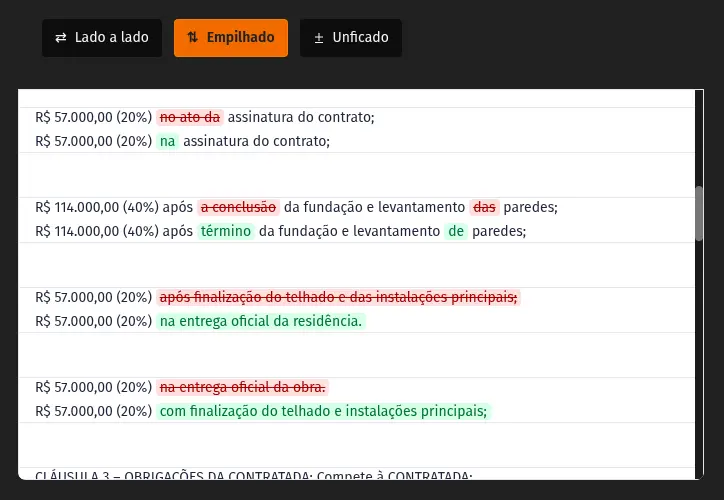 Lado a lado
Empilhado
Unficado
R$ 57.000,00 (20%) no ato da assinatura do contrato;
R$ 57.000,00 (20%) na assinatura do contrato;
R$ 114.000,00 (40%) após a conclusão da fundação e levantamento das paredes;
R$ 114.000,00 (40%) após término da fundação e levantamento de paredes;
R$ 57.000,00 (20%) após finalização do telhado e das instalações principais;
R$ 57.000,00 (20%) na entrega oficial da residência.
R$ 57.000,00 (20%) na entrega oficial da obra.
R$ 57.000,00 (20%) com finalização do telhado e instalações principais;
CLÁUSULA 3 – OBRIGAÇÕES DA CONTRATADA: Compete à CONTRATADA: